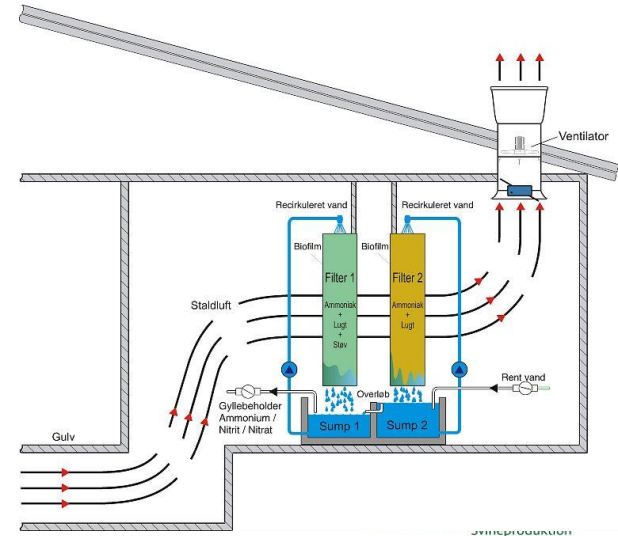 Ventilator
Recirkuleret vand
Recirkuleret vand
Biofilm
Biofilm
Filter 1
Ammoniak
+
Lugt
+
Støv
Filter 2
Ammoniak
+
Lugt
Staldluft
Rent vand
Overløb
Gyllebeholder
Ammonium /
Nitrit / Nitrat
Sump 1
Sump 2
Gulv
Svineproduktion